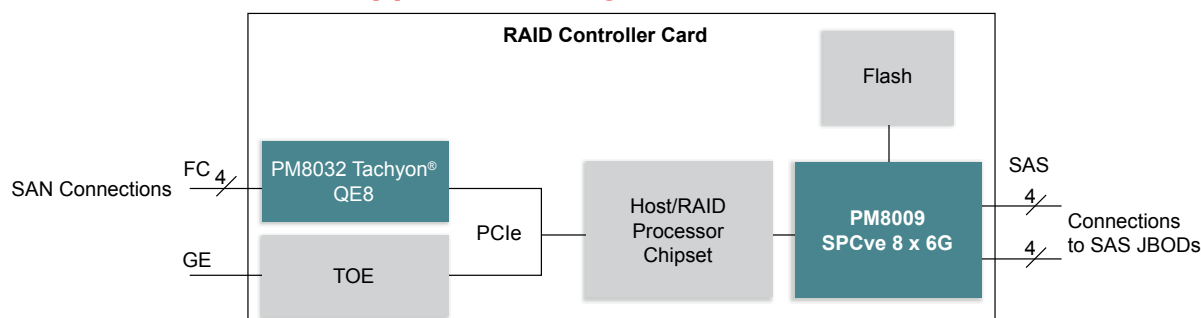 RAID Controller Card
Flash
PM8032 Tachyon®
QE8
FC
4
SAN Connections
PCIe
Host/RAID
Processor
Chipset
PM8009
SPCve 8 x 6G
SAS
4
4
Connections
to SAS JBODs
GE
TOE